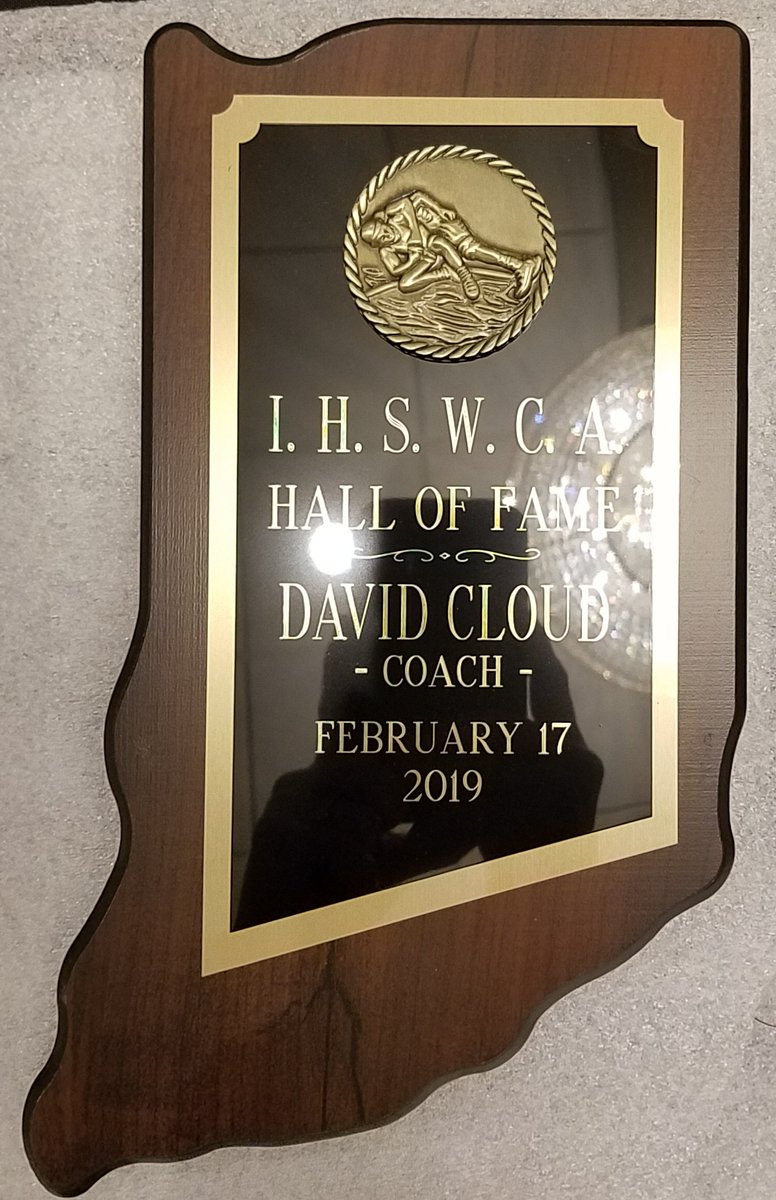 I. H. S. W. C. A.
HALL OF FAME
DAVID CLOUD
- COACH -
FEBRUARY 17
2019